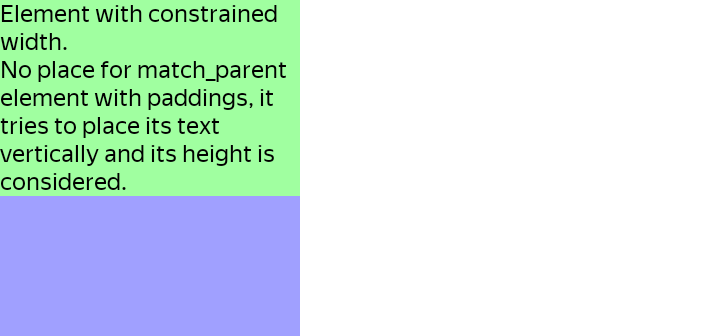 Element with constrained
width.
No place for match_parent
element with paddings, it
tries to place its text
vertically and its height is
considered.